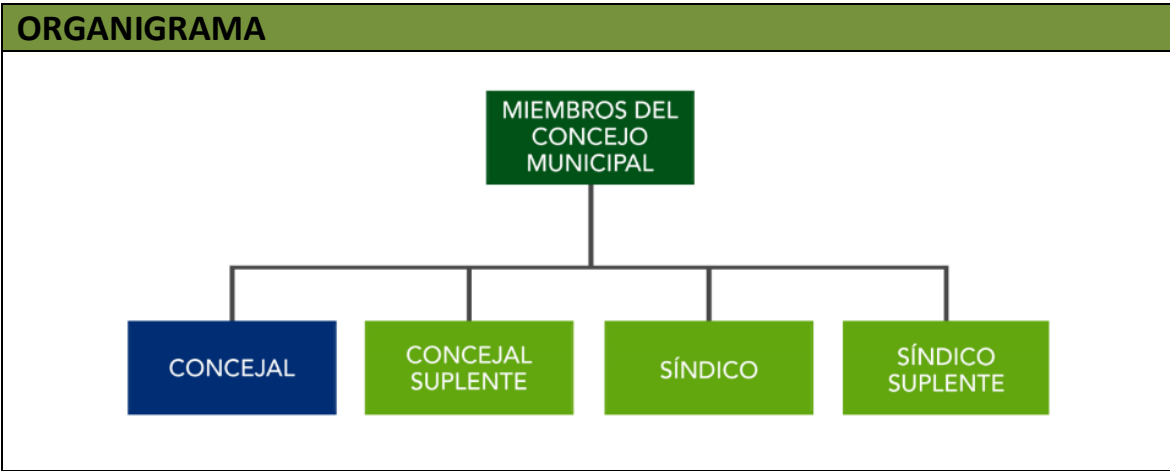 ORGANIGRAMA
MIEMBROS DEL
CONCEJO
MUNICIPAL
CONCEJAL
CONCEJAL
SUPLENTE
SÍNDICO
SÍNDICO
SUPLENTE